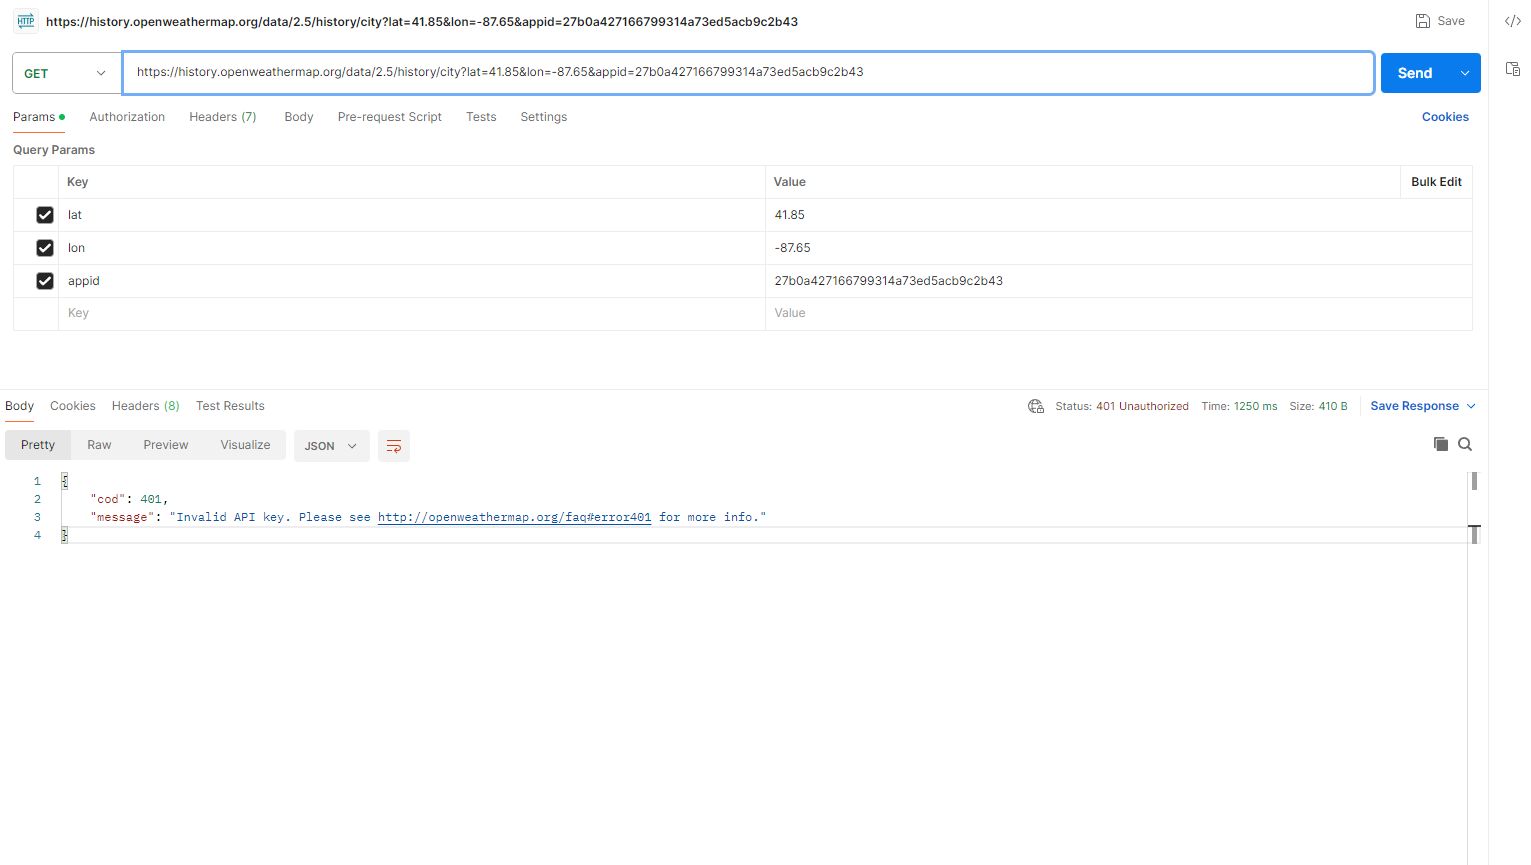 HTTP https://history.openweathermap.org/data/2.5/history/city?lat=41.85&lon=-87.65&appid=27b0a427166799314a73ed5acb9c2b43 Save
GET https://history.openweathermap.org/data/2.5/history/city?lat=41.85&lon=-87.65&appid=27b0a427166799314a73ed5acb9c2b43 Send
Params Authorization Headers (7) Body Pre-request Script Tests Settings Cookies
Query Params
Key Value Bulk Edit
lat 41.85
lon -87.65
appid 27b0a427166799314a73ed5acb9c2b43
Key Value
Body Cookies Headers (8) Test Results Status: 401 Unauthorized Time: 1250 ms Size: 410 B Save Response
Pretty Raw Preview Visualize JSON
1 {
2 "cod": 401,
3 "message": "Invalid API key. Please see http://openweathermap.org/faq#error401 for more info."
4 }